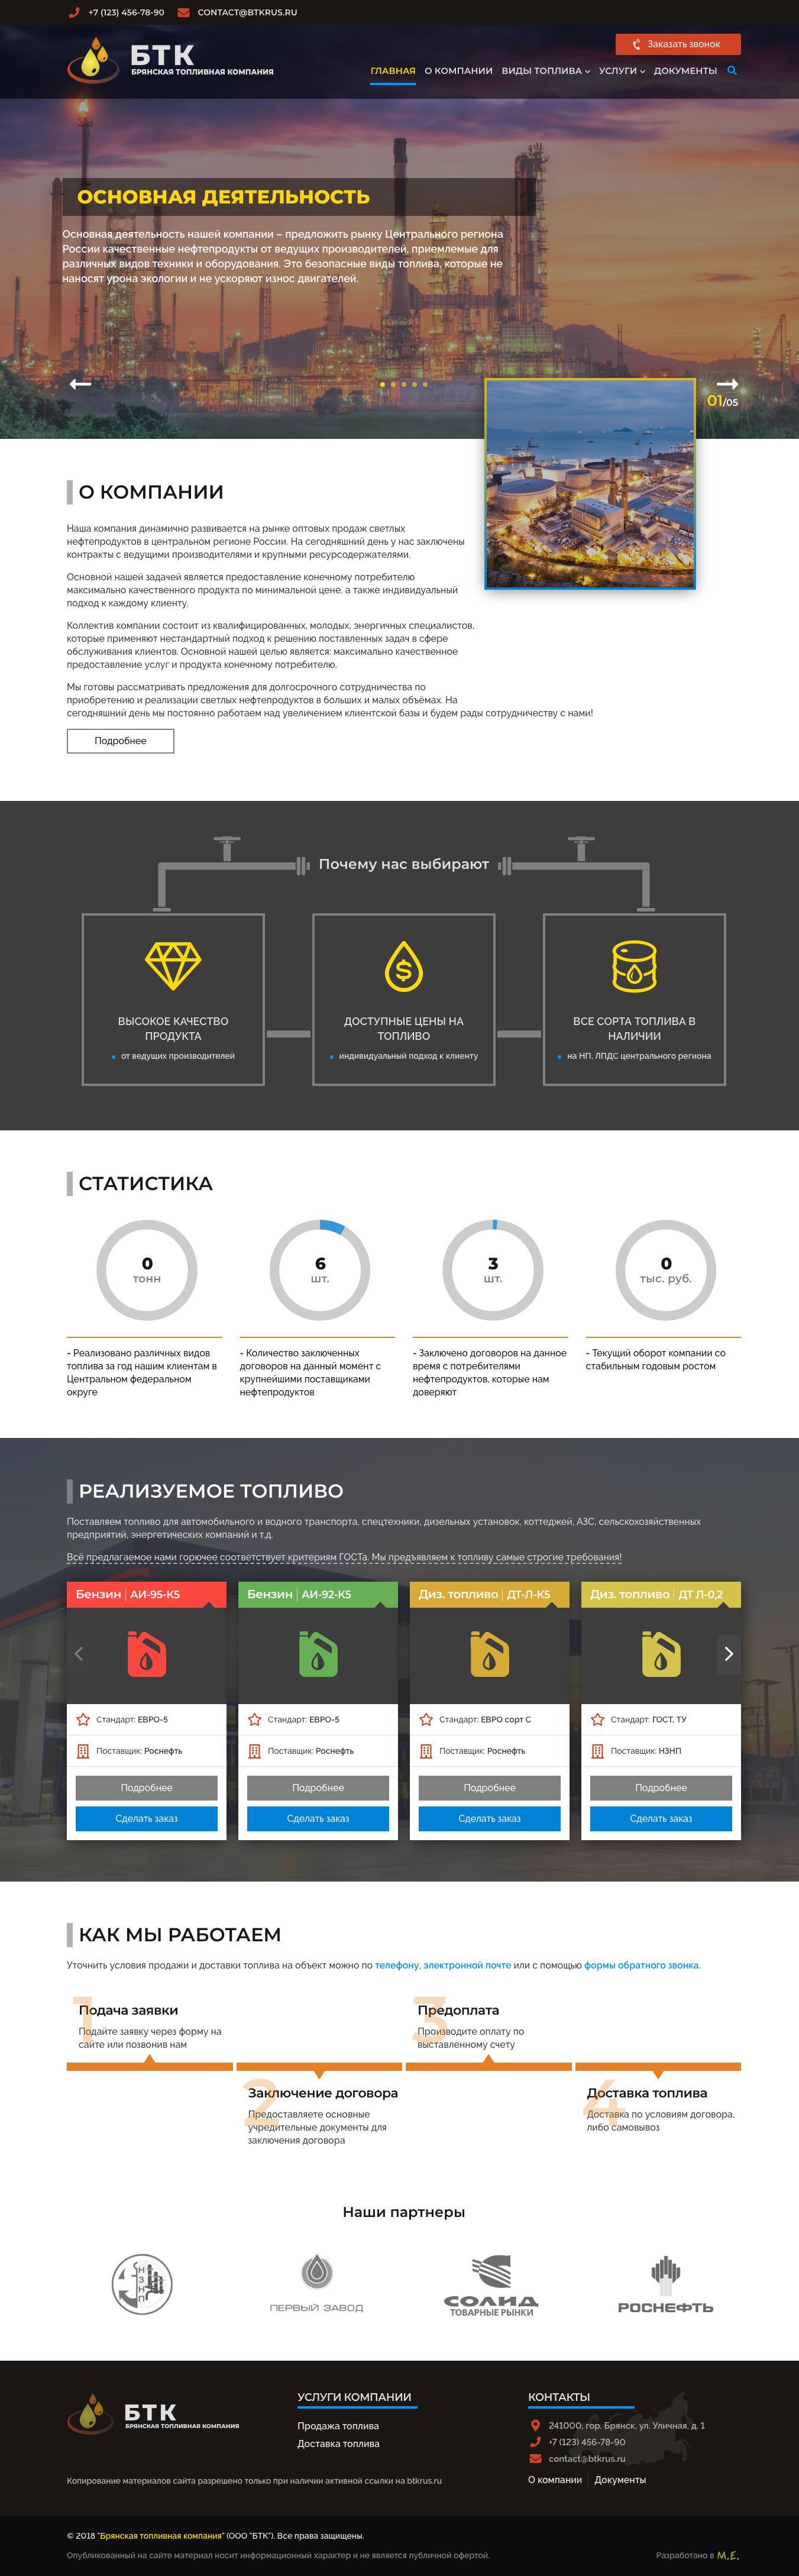 +7 (123) 456-78-90 CONTACT@BTKRUS.RU
БТК
БРЯНСКАЯ ТОПЛИВНАЯ КОМПАНИЯ
Заказать звонок
ГЛАВНАЯ О КОМПАНИИ ВИДЫ ТОПЛИВА УСЛУГИ ДОКУМЕНТЫ
ОСНОВНАЯ ДЕЯТЕЛЬНОСТЬ
Основная деятельность нашей компании – предложить рынку Центрального региона
России качественные нефтепродукты от ведущих производителей, приемлемые для
различных видов техники и оборудования. Это безопасные виды топлива, которые не
наносят урона экологии и не ускоряют износ двигателей.
01/05
О КОМПАНИИ
Наша компания динамично развивается на рынке оптовых продаж светлых
нефтепродуктов в центральном регионе России. На сегодняшний день у нас заключены
контракты с ведущими производителями и крупными ресурсодержателями.
Основной нашей задачей является предоставление конечному потребителю
максимально качественного продукта по минимальной цене, а также индивидуальный
подход к каждому клиенту.
Коллектив компании состоит из квалифицированных, молодых, энергичных специалистов,
которые применяют нестандартный подход к решению поставленных задач в сфере
обслуживания клиентов. Основной нашей целью является: максимально качественное
предоставление услуг и продукта конечному потребителю.
Мы готовы рассматривать предложения для долгосрочного сотрудничества по
приобретению и реализации светлых нефтепродуктов в больших и малых объёмах. На
сегодняшний день мы постоянно работаем над увеличением клиентской базы и будем рады сотрудничеству с нами!
Подробнее
Почему нас выбирают
ВЫСОКОЕ КАЧЕСТВО
ПРОДУКТА
от ведущих производителей
ДОСТУПНЫЕ ЦЕНЫ НА
ТОПЛИВО
индивидуальный подход к клиенту
ВСЕ СОРТА ТОПЛИВА В
НАЛИЧИИ
на НП, ЛПДС центрального региона
СТАТИСТИКА
0
тонн
- Реализовано различных видов
топлива за год нашим клиентам в
Центральном федеральном
округе
6
шт.
- Количество заключенных
договоров на данный момент с
крупнейшими поставщиками
нефтепродуктов
3
шт.
- Заключено договоров на данное
время с потребителями
нефтепродуктов, которые нам
доверяют
0
тыс. руб.
- Текущий оборот компании со
стабильным годовым ростом
РЕАЛИЗУЕМОЕ ТОПЛИВО
Поставляем топливо для автомобильного и водного транспорта, спецтехники, дизельных установок, коттеджей, АЗС, сельскохозяйственных
предприятий, энергетических компаний и т.д.
Всё предлагаемое нами горючее соответствует критериям ГОСТа. Мы предъявляем к топливу самые строгие требования!
Бензин | АИ-95-К5
Стандарт: ЕВРО-5
Поставщик: Роснефть
Подробнее
Сделать заказ
Бензин | АИ-92-К5
Стандарт: ЕВРО-5
Поставщик: Роснефть
Подробнее
Сделать заказ
Диз. топливо | ДТ-Л-К5
Стандарт: ЕВРО сорт С
Поставщик: Роснефть
Подробнее
Сделать заказ
Диз. топливо | ДТ Л-0,2
Стандарт: ГОСТ, ТУ
Поставщик: НЗНП
Подробнее
Сделать заказ
КАК МЫ РАБОТАЕМ
Уточнить условия продажи и доставки топлива на объект можно по телефону, электронной почте или с помощью формы обратного звонка.
1
Подача заявки
Подайте заявку через форму на
сайте или позвонив нам
2
Заключение договора
Предоставляете основные
учредительные документы для
заключения договора
3
Предоплата
Производите оплату по
выставленному счету
4
Доставка топлива
Доставка по условиям договора,
либо самовывоз
Наши партнеры
НЗНП
ПЕРВЫЙ ЗАВОД
СОЛИД
ТОВАРНЫЕ РЫНКИ
РОСНЕФТЬ
БТК
БРЯНСКАЯ ТОПЛИВНАЯ КОМПАНИЯ
УСЛУГИ КОМПАНИИ
Продажа топлива
Доставка топлива
КОНТАКТЫ
241000, гор. Брянск, ул. Уличная, д. 1
+7 (123) 456-78-90
contact@btkrus.ru
О компании | Документы
Копирование материалов сайта разрешено только при наличии активной ссылки на btkrus.ru
© 2018 "Брянская топливная компания" (ООО "БТК"). Все права защищены.
Опубликованный на сайте материал носит информационный характер и не является публичной офертой.
Разработано в M.E.